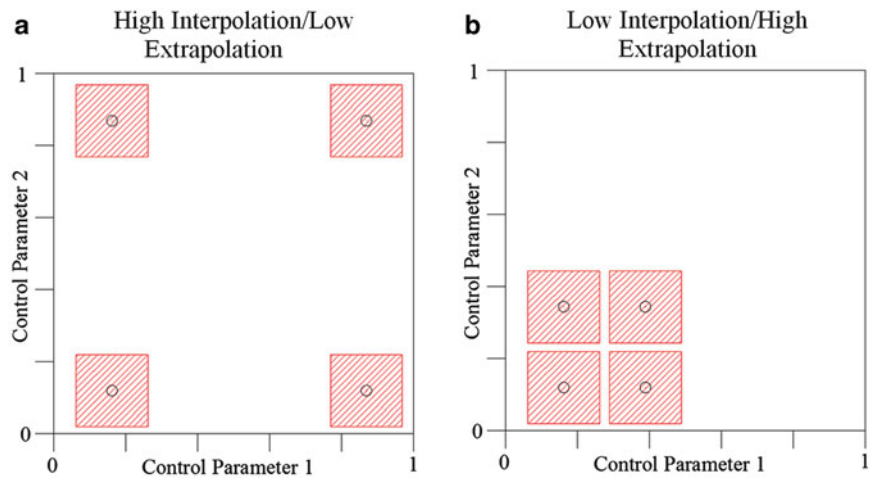 a
High Interpolation/Low
Extrapolation
1
Control Parameter 2
0
0
Control Parameter 1
1
b
Low Interpolation/High
Extrapolation
1
Control Parameter 2
0
0
Control Parameter 1
1